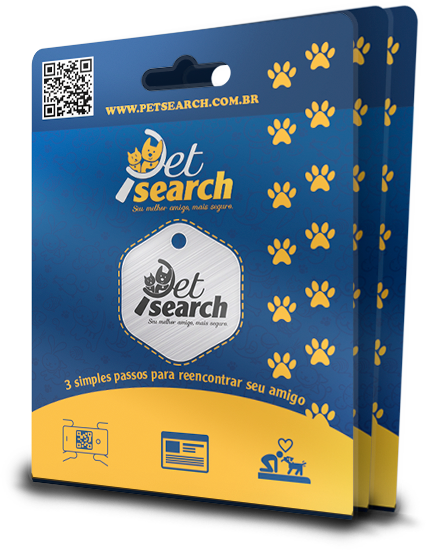 WWW.PETSEARCH.COM.BR
Pet
search
Seu melhor amigo, mais seguro.
Pet
search
Seu melhor amigo, mais seguro.
3 simples passos para reencontrar seu amigo